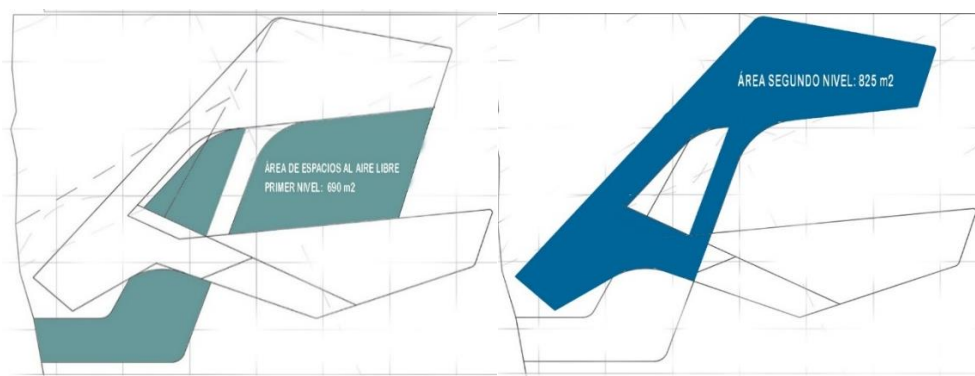 ÁREA DE ESPACIOS AL AIRE LIBRE
PRIMER NIVEL: 690 m2
ÁREA SEGUNDO NIVEL: 825 m2